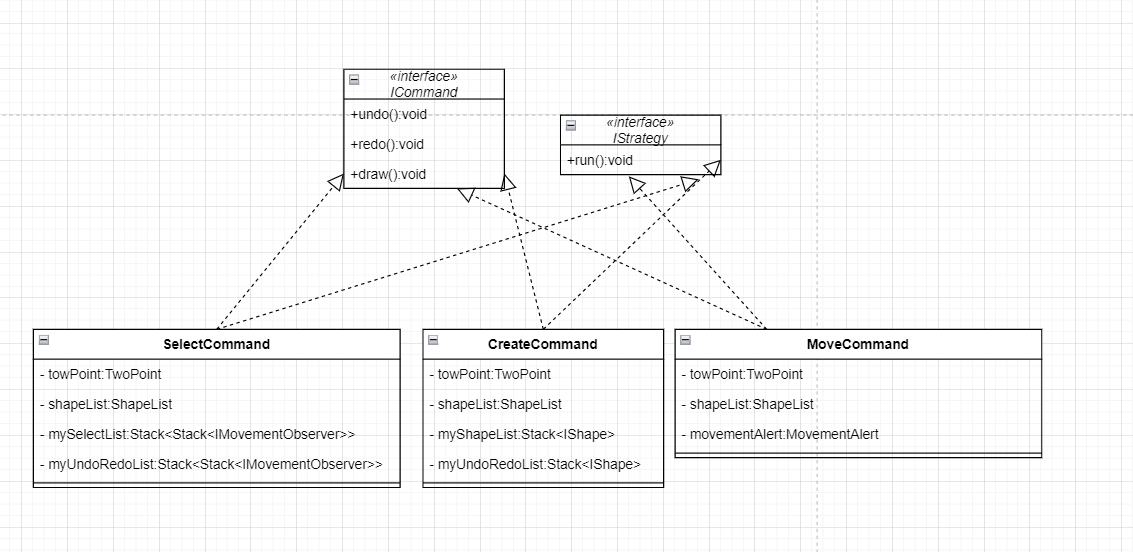 «interface»
ICommand
+undo():void
+redo():void
+draw():void
«interface»
IStrategy
+run():void
SelectCommand
- towPoint:TwoPoint
- shapeList:ShapeList
- mySelectList:Stack<Stack<IMovementObserver>>
- myUndoRedoList:Stack<Stack<IMovementObserver>>
CreateCommand
- towPoint:TwoPoint
- shapeList:ShapeList
- myShapeList:Stack<IShape>
- myUndoRedoList:Stack<IShape>
MoveCommand
- towPoint:TwoPoint
- shapeList:ShapeList
- movementAlert:MovementAlert